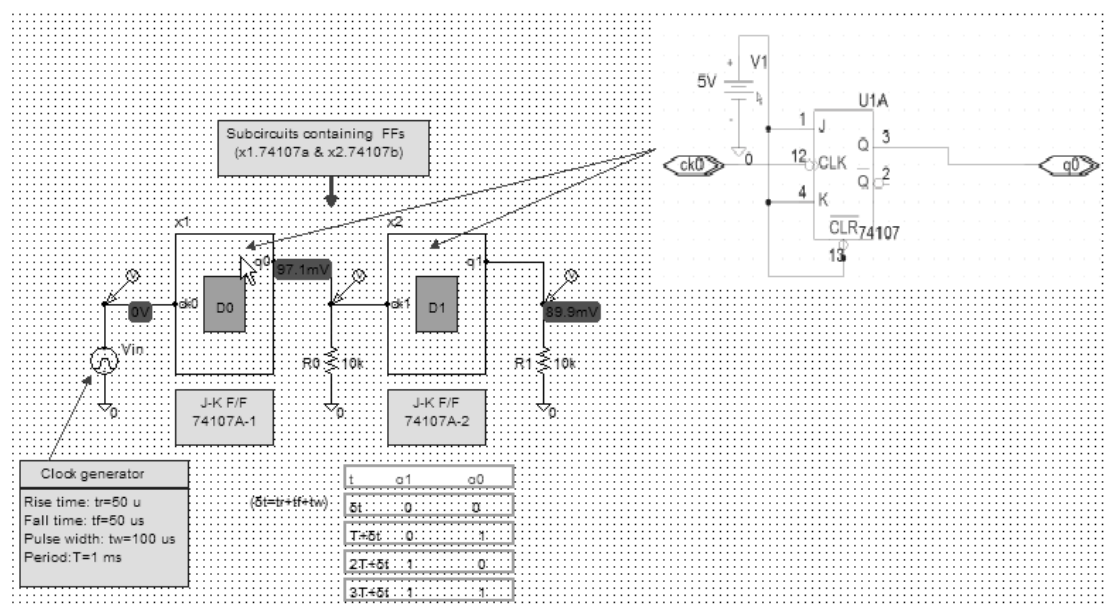 V1
+
5V
-
0
U1A
1
J
Q
3
ck0
12
CLK
Q
2
q0
4
K
CLR
74107
13
Subcircuits containing FFs
(x1.74107a & x2.74107b)
x1
x2
q0
q1
97.1mV
0V
ck0
D0
ck1
D1
89.9mV
Vin
R0
10k
R1
10k
0
0
0
J-K F/F
74107A-1
J-K F/F
74107A-2
Clock generator
Rise time: tr=50 u
Fall time: tf=50 us
Pulse width: tw=100 us
Period:T=1 ms
(δt=tr+tf+tw)
t q1 q0
δt 0 0
T+δt 0 1
2T+δt 1 0
3T+δt 1 1